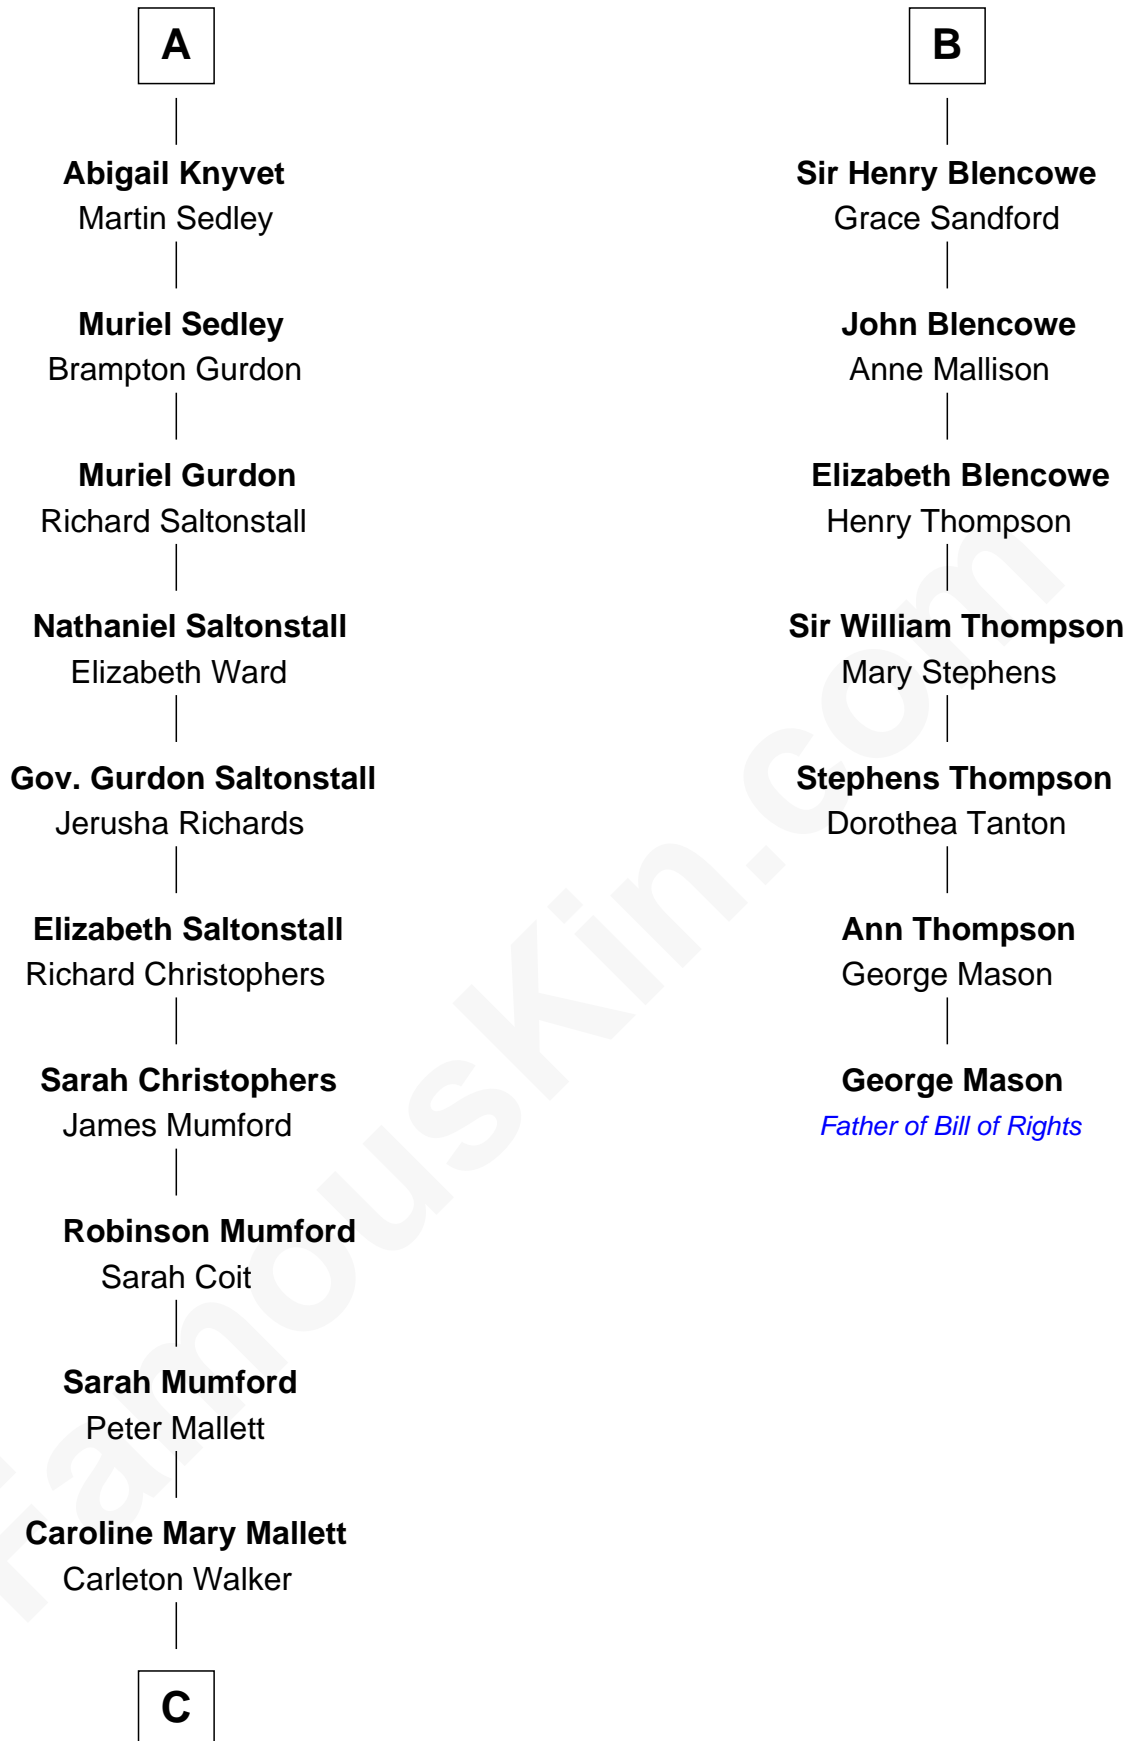 A
Abigail Knyvet
Martin Sedley
Muriel Sedley
Brampton Gurdon
Muriel Gurdon
Richard Saltonstall
Nathaniel Saltonstall
Elizabeth Ward
Gov. Gurdon Saltonstall
Jerusha Richards
Elizabeth Saltonstall
Richard Christophers
Sarah Christophers
James Mumford
Robinson Mumford
Sarah Coit
Sarah Mumford
Peter Mallett
Caroline Mary Mallett
Carleton Walker
C
B
Sir Henry Blencowe
Grace Sandford
John Blencowe
Anne Mallison
Elizabeth Blencowe
Henry Thompson
Sir William Thompson
Mary Stephens
Stephens Thompson
Dorothea Tanton
Ann Thompson
George Mason
George Mason
Father of Bill of Rights
FamousKin.com